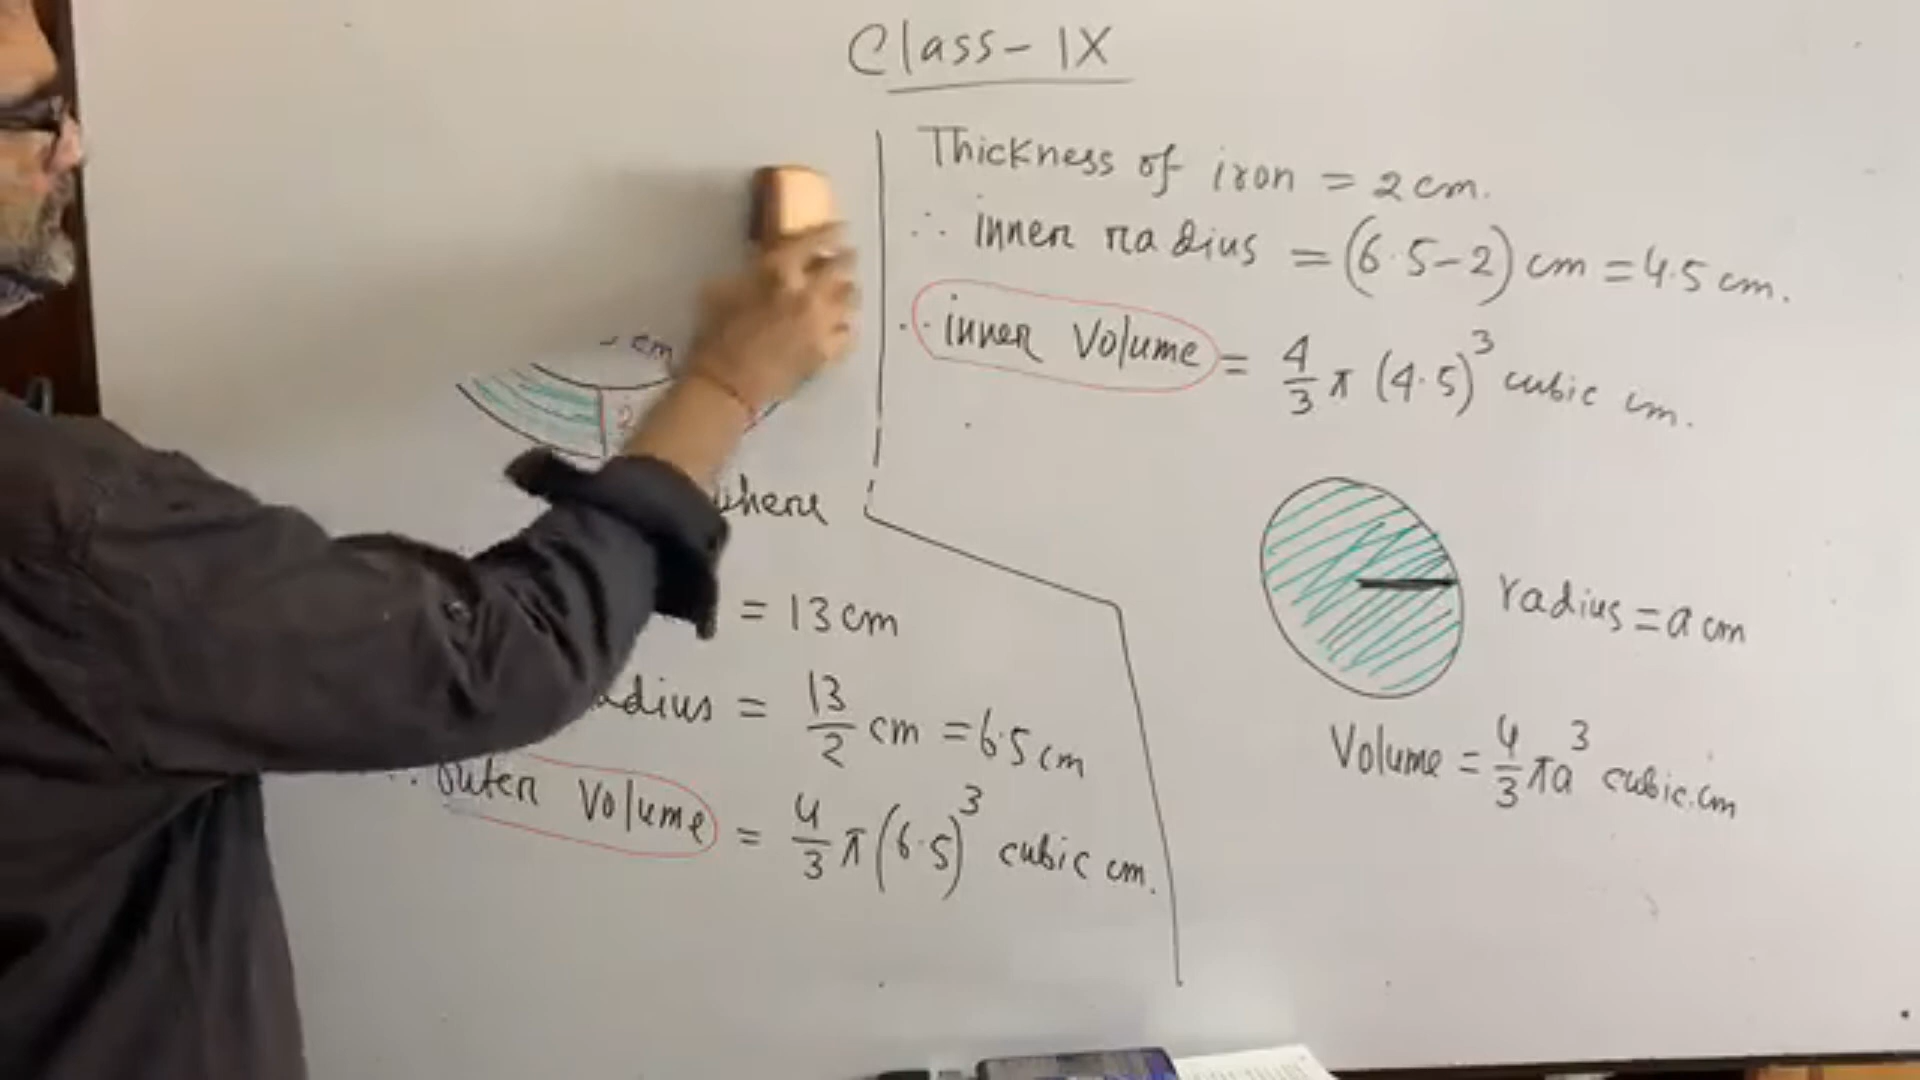 Class-IX
cm
2
= 13 cm
= 13/2 cm = 6.5 cm
∴ outer Volume = 4/3 π (6.5)³ cubic cm.
Thickness of iron = 2 cm.
∴ inner radius = (6.5-2) cm = 4.5 cm.
∴ inner Volume = 4/3 π (4.5)³ cubic cm.
radius = a cm
Volume = 4/3 πa³ cubic.cm